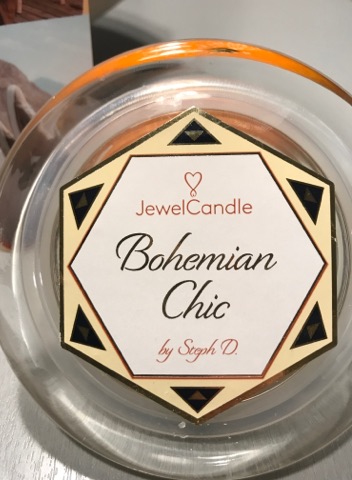 JewelCandle
Bohemian
Chic
by Steph D.